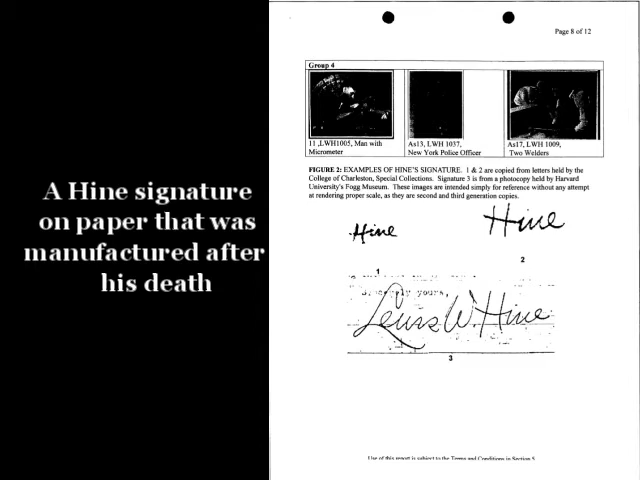 A Hine signature
on paper that was
manufactured after
his death
Page 8 of 12
Group 4
11 ,LWH1005, Man with
Micrometer
As13, LWH 1037,
New York Police Officer
As17, LWH 1009,
Two Welders
FIGURE 2: EXAMPLES OF HINE'S SIGNATURE. 1 & 2 are copied from letters held by the
College of Charleston, Special Collections. Signature 3 is from a photocopy held by Harvard
University's Fogg Museum. These images are intended simply for reference without any attempt
at rendering proper scale, as they are second and third generation copies.
Hine
Hine
1
2
yours,
Lewis W. Hine
3
Use of this report is subject to the Terms and Conditions in Section 5